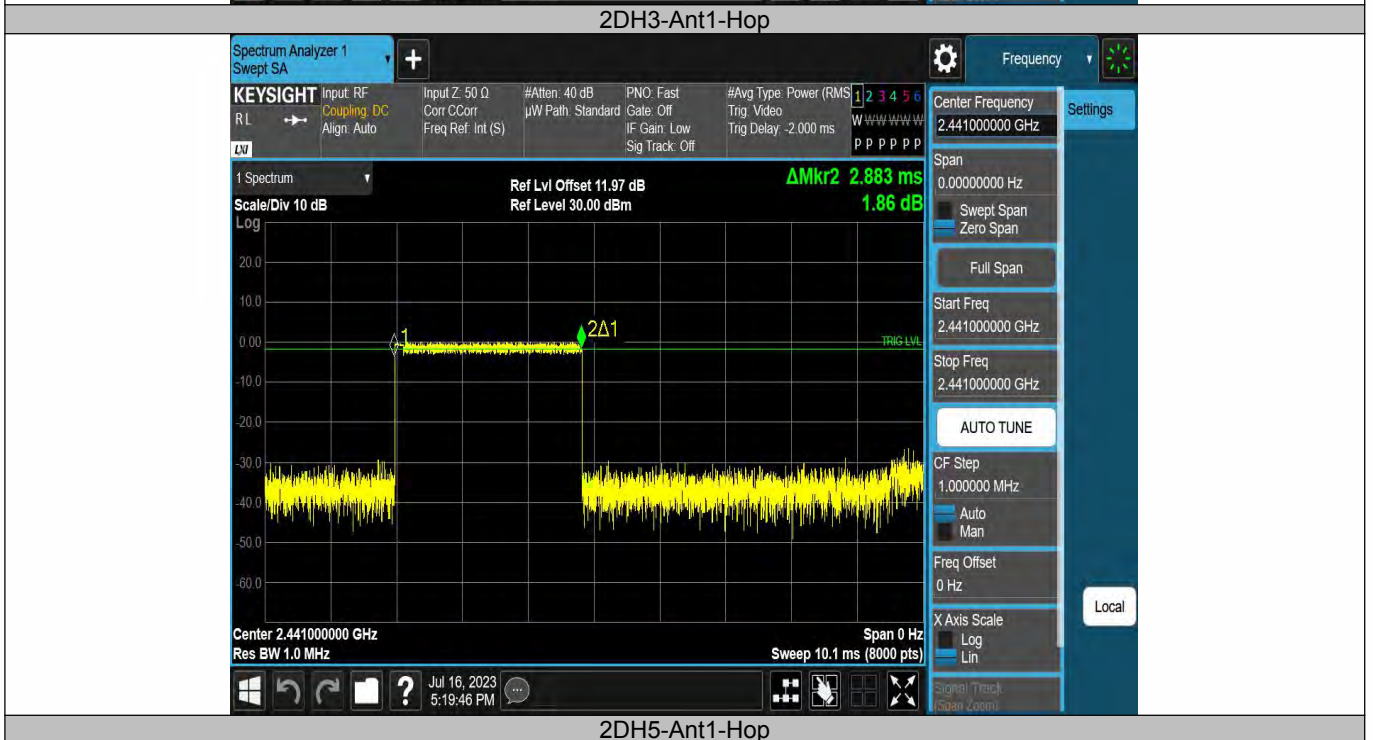 2DH3-Ant1-Hop
Spectrum Analyzer 1
Swept SA
+
Frequency
KEYSIGHT
RL
LXI
Input: RF
Coupling: DC
Align: Auto
Input Z: 50 Ω
Corr CCorr
Freq Ref: Int (S)
#Atten: 40 dB
µW Path: Standard
PNO: Fast
Gate: Off
IF Gain: Low
Sig Track: Off
#Avg Type: Power (RMS
Trig: Video
Trig Delay: -2.000 ms
1 2 3 4 5 6
W W W W W W
P P P P P P
Center Frequency
2.441000000 GHz
Settings
Span
0.00000000 Hz
Swept Span
Zero Span
Full Span
Start Freq
2.441000000 GHz
Stop Freq
2.441000000 GHz
AUTO TUNE
CF Step
1.000000 MHz
Auto
Man
Freq Offset
0 Hz
X Axis Scale
Log
Lin
Signal Track
(Span Zoom)
Local
1 Spectrum
Scale/Div 10 dB
Log
Ref Lvl Offset 11.97 dB
Ref Level 30.00 dBm
ΔMkr2 2.883 ms
1.86 dB
20.0
10.0
0.00
-10.0
-20.0
-30.0
-40.0
-50.0
-60.0
1
2Δ1
TRIG LVL
Center 2.441000000 GHz
Res BW 1.0 MHz
Span 0 Hz
Sweep 10.1 ms (8000 pts)
?
Jul 16, 2023
5:19:46 PM
2DH5-Ant1-Hop